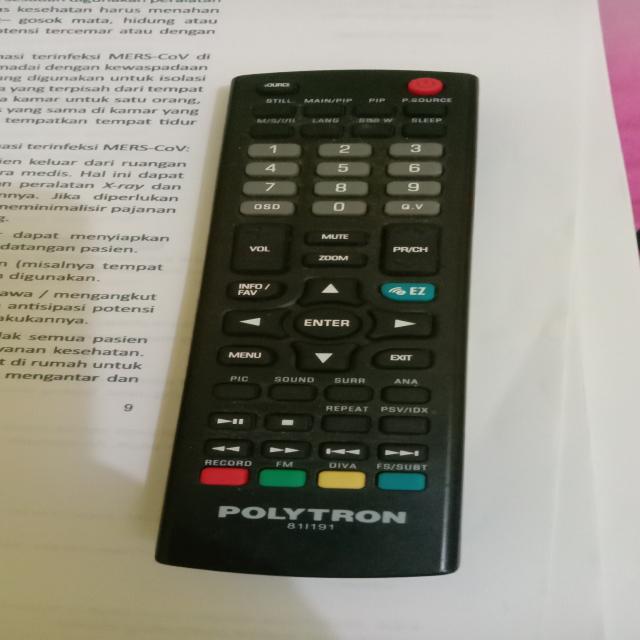 us kesehatan harus menahan
gosok mata, hidung atau
otensi tercemar atau dengan
nasi terinfeksi MERS-CoV di
madai dengan kewaspadaan
ang digunakan untuk isolasi
a yang terpisah dari tempat
a kamar untuk satu orang,
s yang sama di kamar yang
tempatkan tempat tidur
nasi terinfeksi MERS-CoV:
ien keluar dari ruangan
ra medis. Hal ini dapat
n peralatan X-ray dan
nnya. Jika diperlukan
meminimalisir pajanan
g.
r dapat menyiapkan
datangan pasien.
n (misalnya tempat
a digunakan.
awa / mengangkut
antisipasi potensi
akukannya.
lak semua pasien
yanan kesehatan.
t di rumah untuk
mengantar dan
9
SOURCE
STILL MAIN/PIP PIP P.SOURCE
M/S/I/II LANG SLEEP
1 2 3
4 5 6
7 8 9
OSD 0 Q.V
VOL MUTE PR/CH
ZOOM
INFO/
FAV EZ
ENTER
MENU EXIT
PIC SOUND SURR ANA
REPEAT PSV/IDX
RECORD FM DIVA FS/SUBT
POLYTRON
81I191